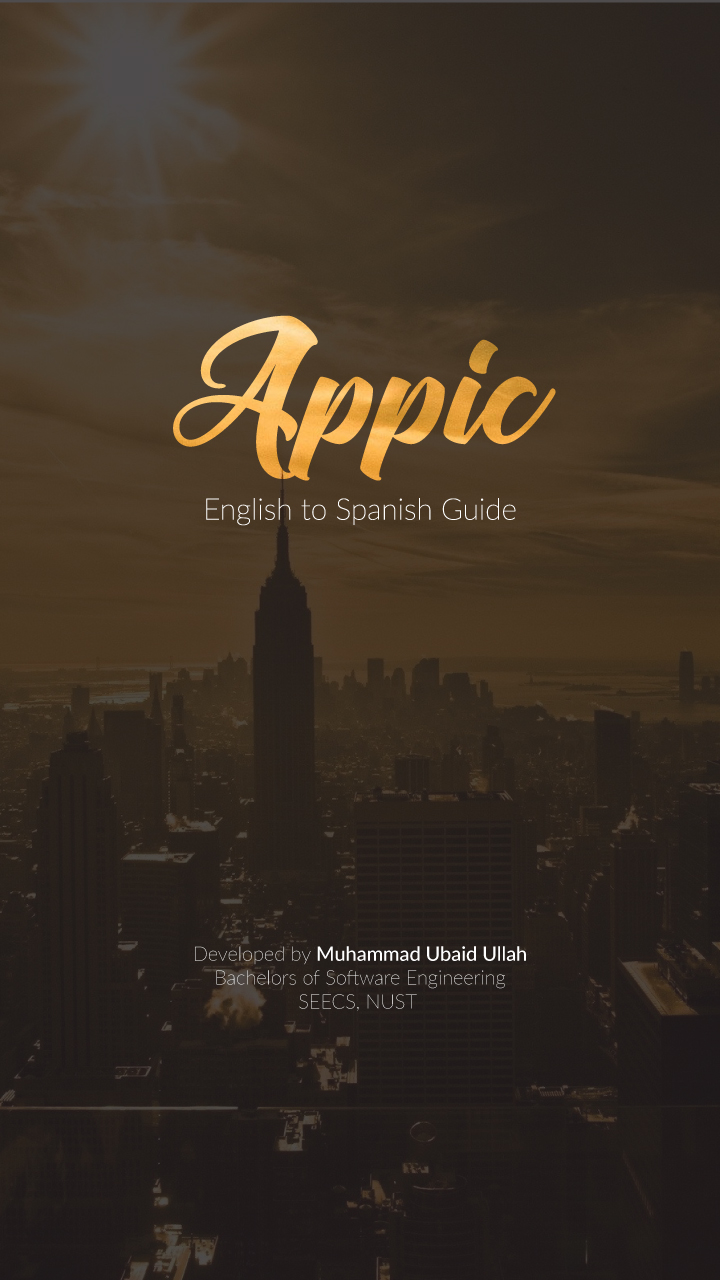 Appic
English to Spanish Guide
Developed by Muhammad Ubaid Ullah
Bachelors of Software Engineering
SEECS, NUST